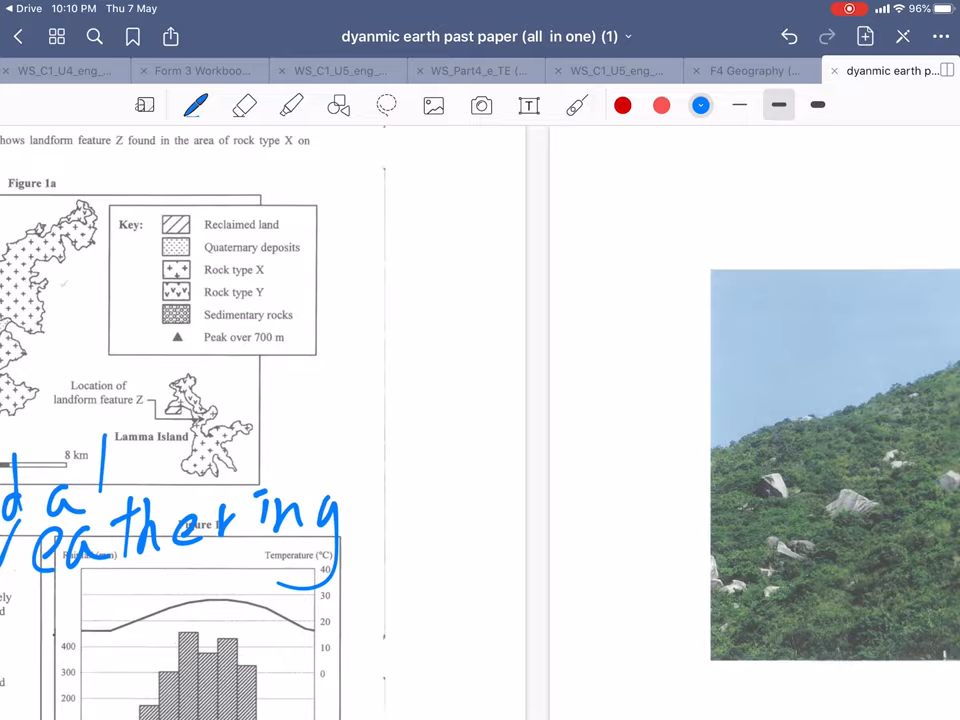 Drive 10:10 PM Thu 7 May 96%
dyanmic earth past paper (all in one) (1)
WS_C1_U4_eng_...
Form 3 Workboo...
WS_C1_U5_eng_...
WS_Part4_e_TE (...
WS_C1_U5_eng_...
F4 Geography (...
dyanmic earth p...
T
hows landform feature Z found in the area of rock type X on
Figure 1a
Key:
Reclaimed land
Quaternary deposits
Rock type X
Rock type Y
Sedimentary rocks
Peak over 700 m
Location of
landform feature Z
Lamma Island
8 km
dal
weathering
Temperature (°C)
40
30
20
10
0
400
300
200
ely
d
d